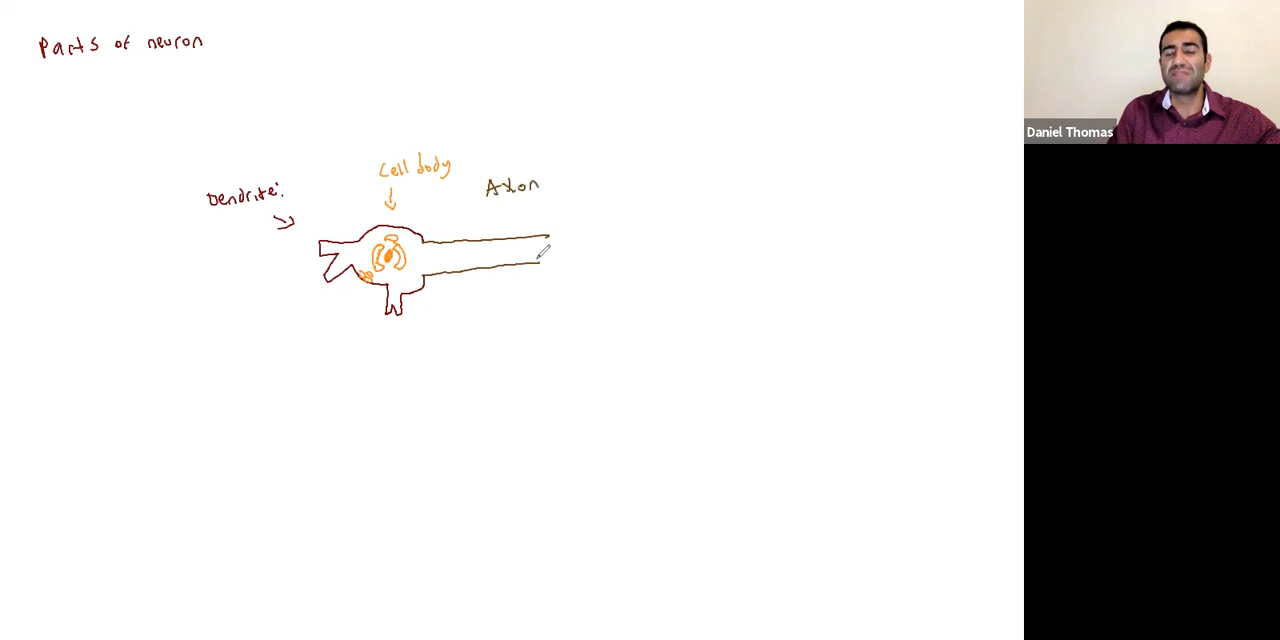 Parts of neuron
Cell body
Axon
Dendrite:
Daniel Thomas